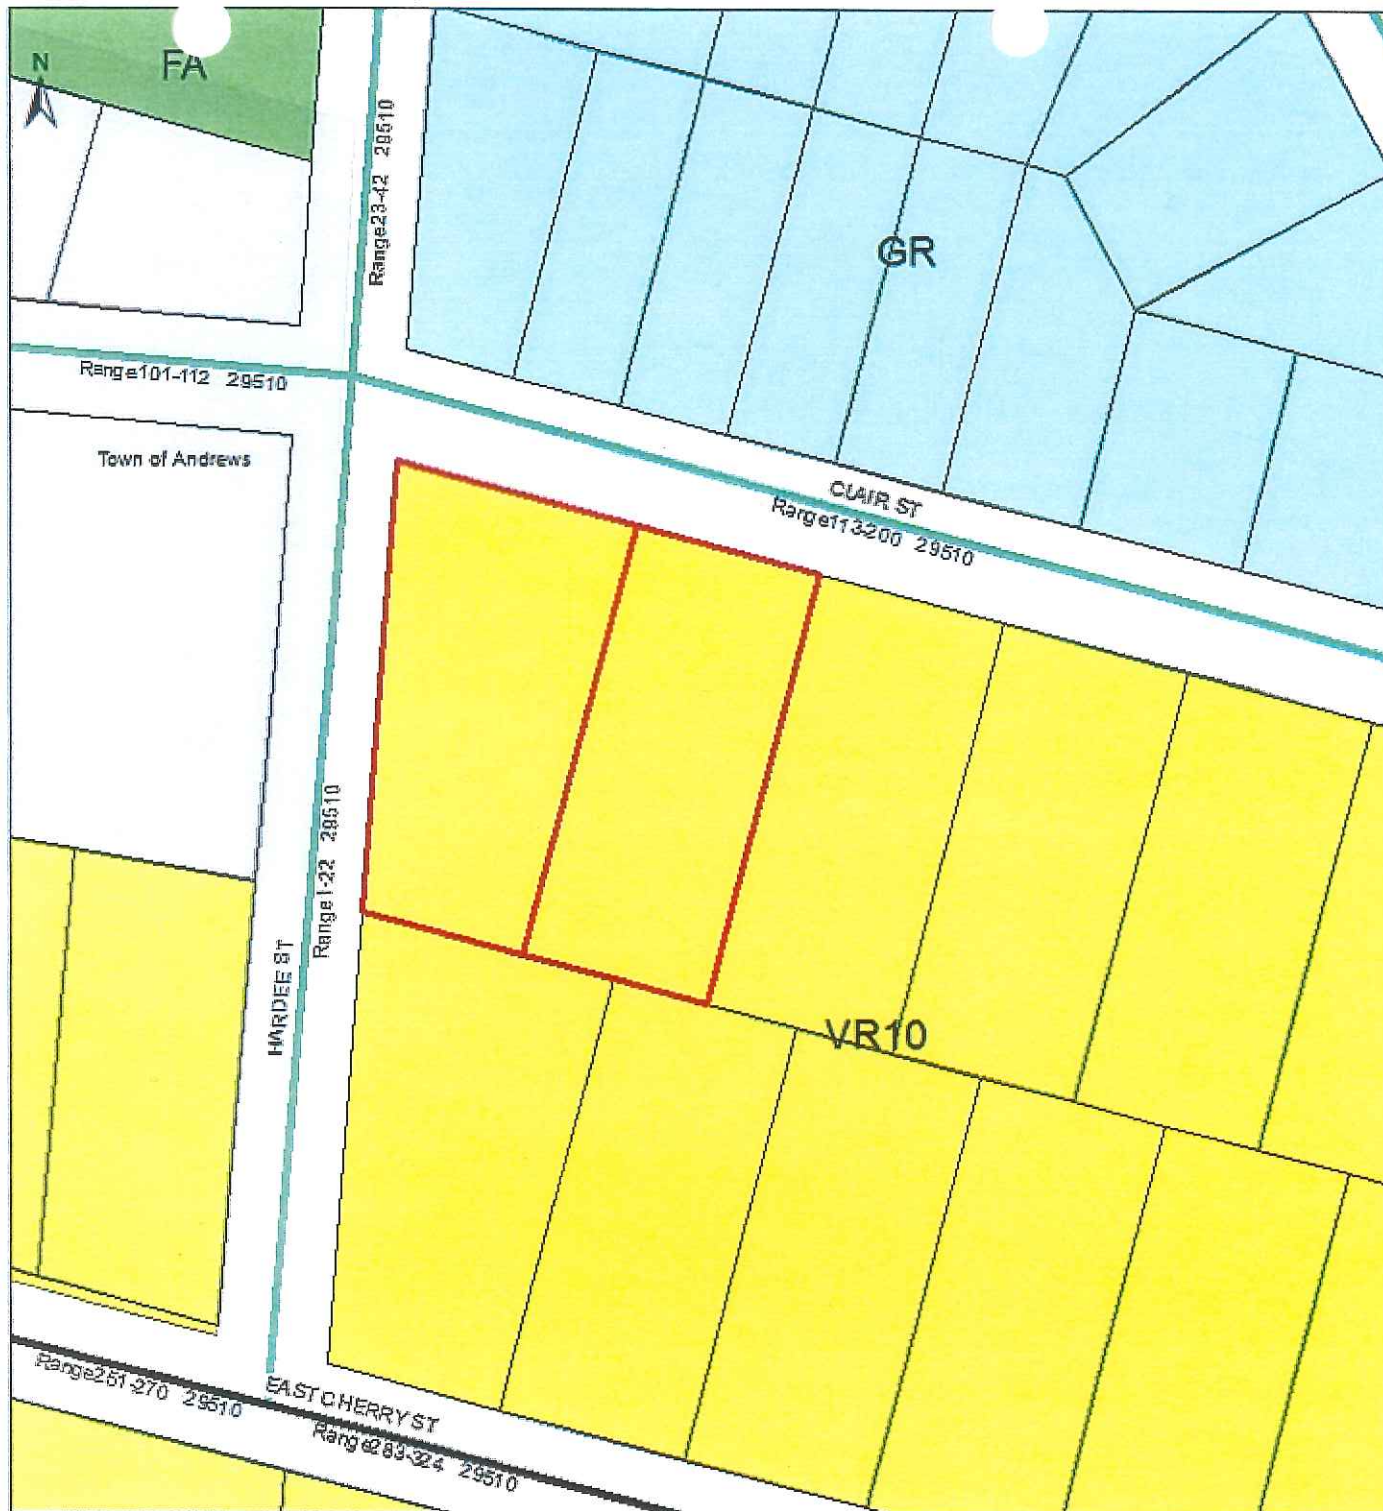 FA
N
Range23-42 29510
GR
Range101-112 29510
Town of Andrews
CLAIR ST
Range113-200 29510
Range1-22 29510
HARDEE ST
VR10
Range251-270 29510
EAST CHERRY ST
Range283-324 29510